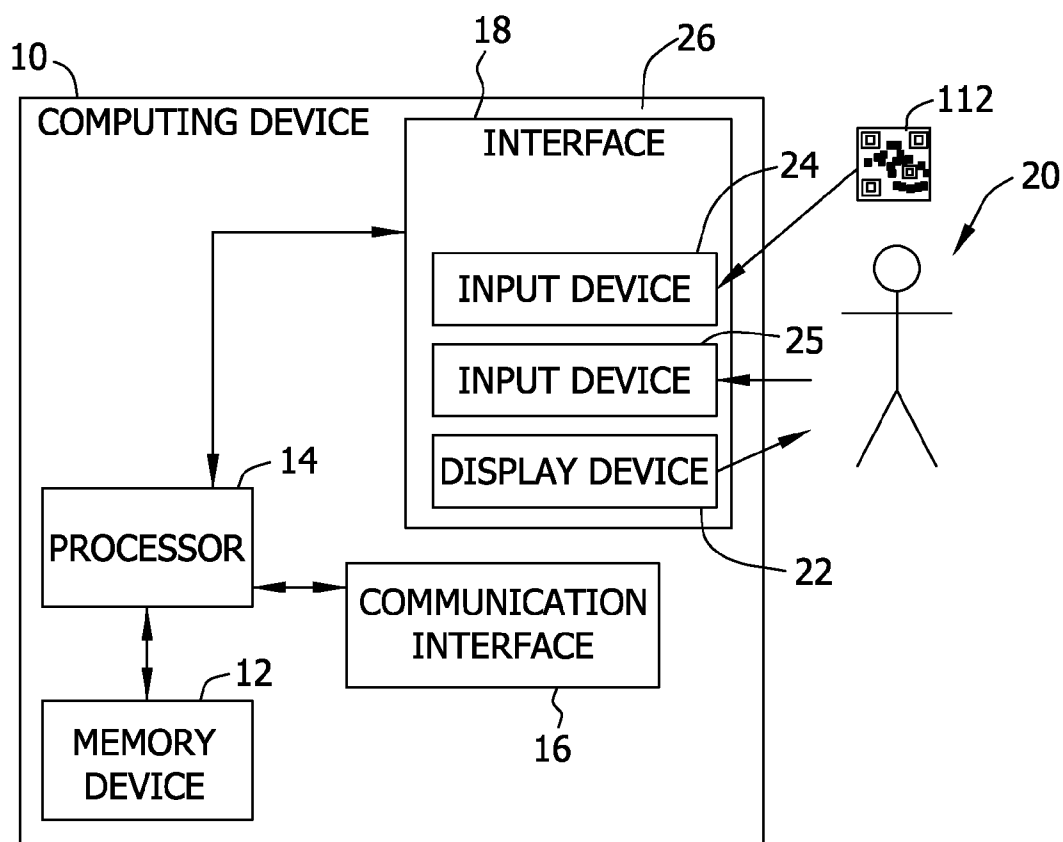 18
26
10
112
COMPUTING DEVICE
INTERFACE
24
20
INPUT DEVICE
25
INPUT DEVICE
14
DISPLAY DEVICE
PROCESSOR
22
COMMUNICATION
INTERFACE
12
16
MEMORY
DEVICE